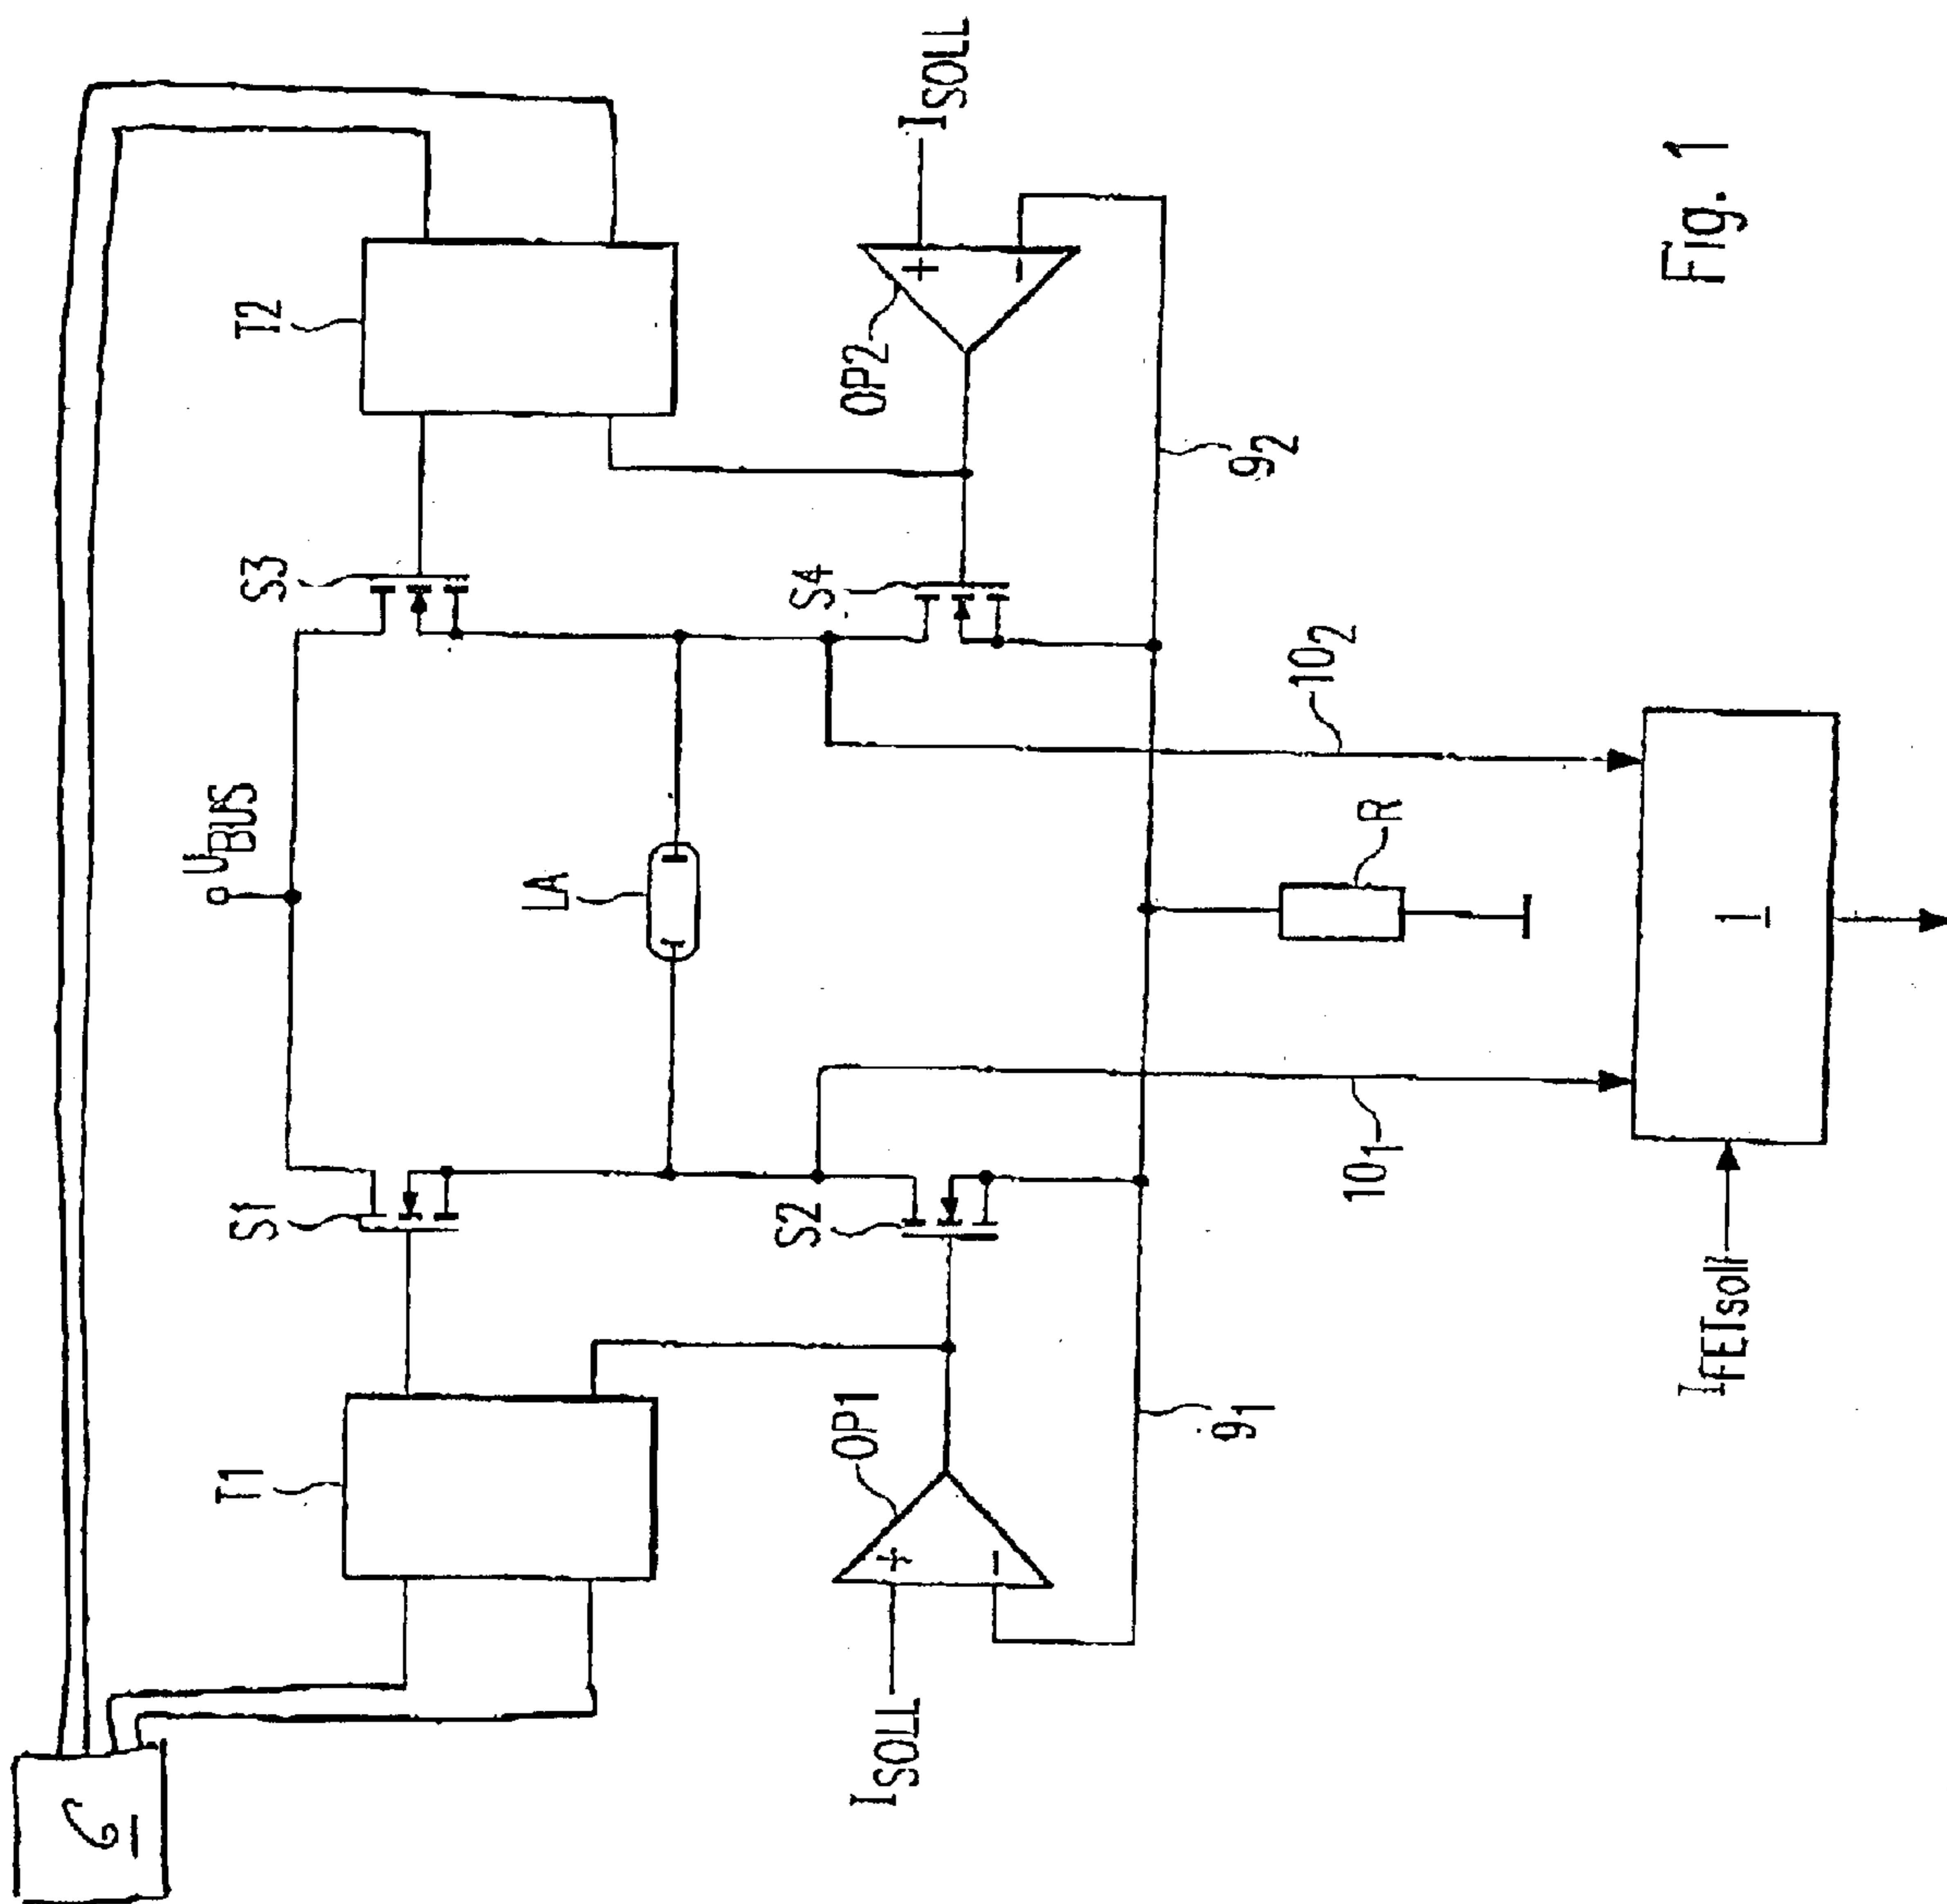 6
T1
T2
U_BUS
S1
S3
LA
S2
S4
OP1
OP2
+
-
+
-
I_SOLL
I_SOLL
9_1
9_2
10_1
10_2
R
I_FETsoll
1
Fig. 1